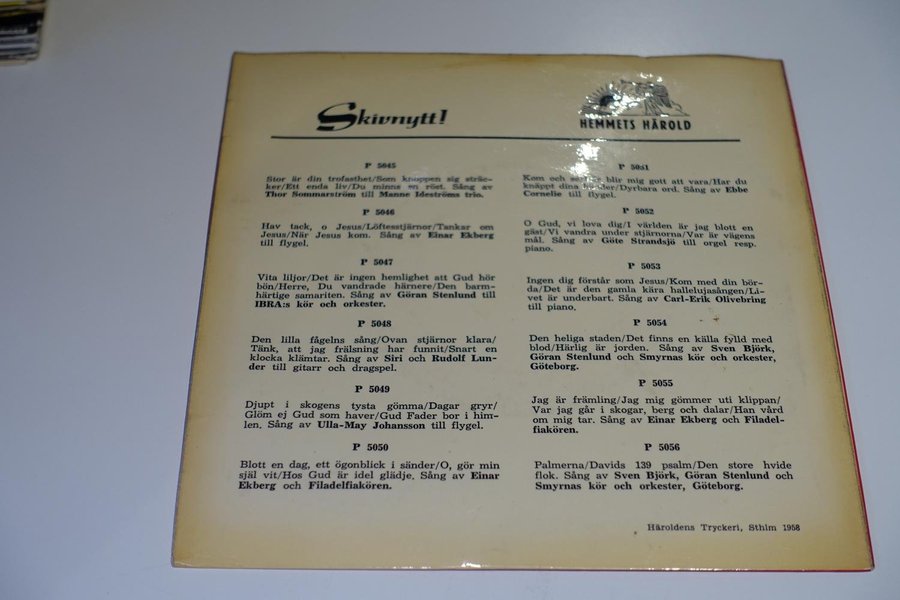 Skivnytt!
HEMMETS HÄROLD
P 5045
Stor är din trofasthet/Som knoppen sig sträc-
ker/Ett enda liv/Du minns en röst. Sång av
Thor Sommarström till Manne Ideströms trio.
P 5046
Hav tack, o Jesus/Löftesstjärnor/Tankar om
Jesus/När Jesus kom. Sång av Einar Ekberg
till flygel.
P 5047
Vita liljor/Det är ingen hemlighet att Gud hör
bön/Herre, Du vandrade härnere/Den barm-
härtige samariten. Sång av Göran Stenlund till
IBRA:s kör och orkester.
P 5048
Den lilla fågelns sång/Ovan stjärnor klara/
Tänk, att jag frälsning har funnit/Snart en
klocka klämtar. Sång av Siri och Rudolf Lun-
der till gitarr och dragspel.
P 5049
Djupt i skogens tysta gömma/Dagar gry/
Glöm ej Gud som haver/Gud Fader bor i him-
len. Sång av Ulla-May Johansson till flygel.
P 5050
Blott en dag, ett ögonblick i sänder/O, gör min
själ vit/Hos Gud är idel glädje. Sång av Einar
Ekberg och Filadelfiakören.
P 5051
Kom och blir mig gott att vara/Har du
knäppt dina händer/Dyrbara ord. Sång av Ebbe
Cornelie till flygel.
P 5052
O Gud, vi lova dig/I världen är jag blott en
gäst/Vi vandra under stjärnorna/Var är vägens
mål. Sång av Göte Strandsjö till orgel resp.
piano.
P 5053
Ingen dig förstår som Jesus/Kom med din bör-
da/Det är den gamla kära hallelujasången/Li-
vet är underbart. Sång av Carl-Erik Olivebring
till piano.
P 5054
Den heliga staden/Det finns en källa fylld med
blod/Härlig är jorden. Sång av Sven Björk,
Göran Stenlund och Smyrnas kör och orkester,
Göteborg.
P 5055
Jag är främling/Jag mig gömmer uti klippan/
Var jag går i skogar, berg och dalar/Han vård
om mig tar. Sång av Einar Ekberg och Filadel-
fiakören.
P 5056
Palmerna/Davids 139 psalm/Den store hvide
flok. Sång av Sven Björk, Göran Stenlund och
Smyrnas kör och orkester, Göteborg.
Häroldens Tryckeri, Sthlm 1958